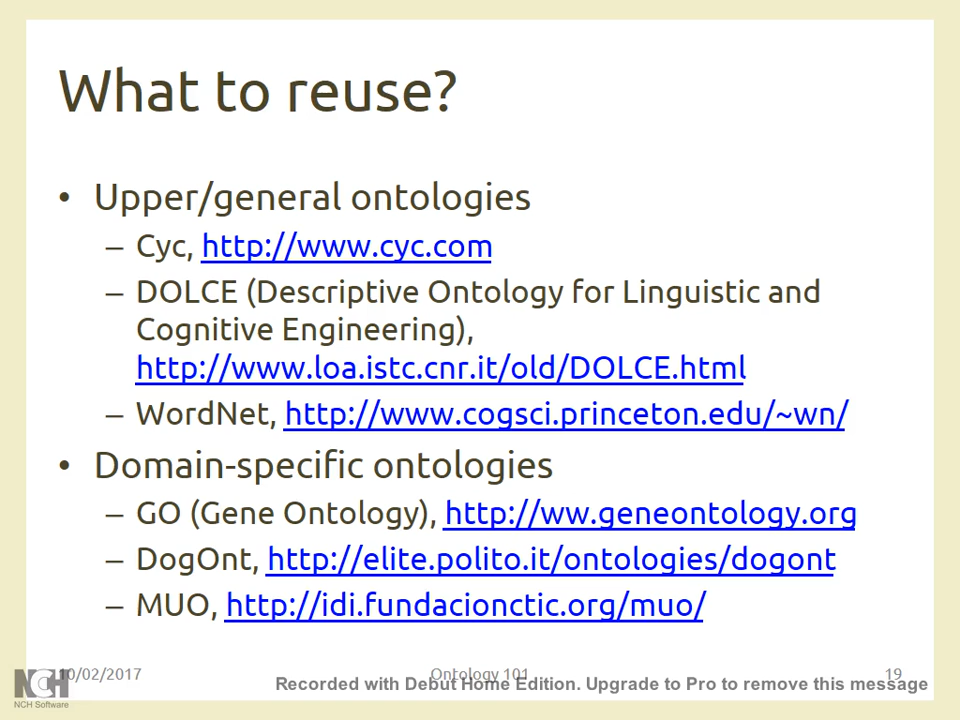 What to reuse?
• Upper/general ontologies
– Cyc, http://www.cyc.com
– DOLCE (Descriptive Ontology for Linguistic and
Cognitive Engineering),
http://www.loa.istc.cnr.it/old/DOLCE.html
– WordNet, http://www.cogsci.princeton.edu/~wn/
• Domain-specific ontologies
– GO (Gene Ontology), http://ww.geneontology.org
– DogOnt, http://elite.polito.it/ontologies/dogont
– MUO, http://idi.fundacionctic.org/muo/
10/02/2017 Ontology 101 19
NCH
NCH Software
Recorded with Debut Home Edition. Upgrade to Pro to remove this message